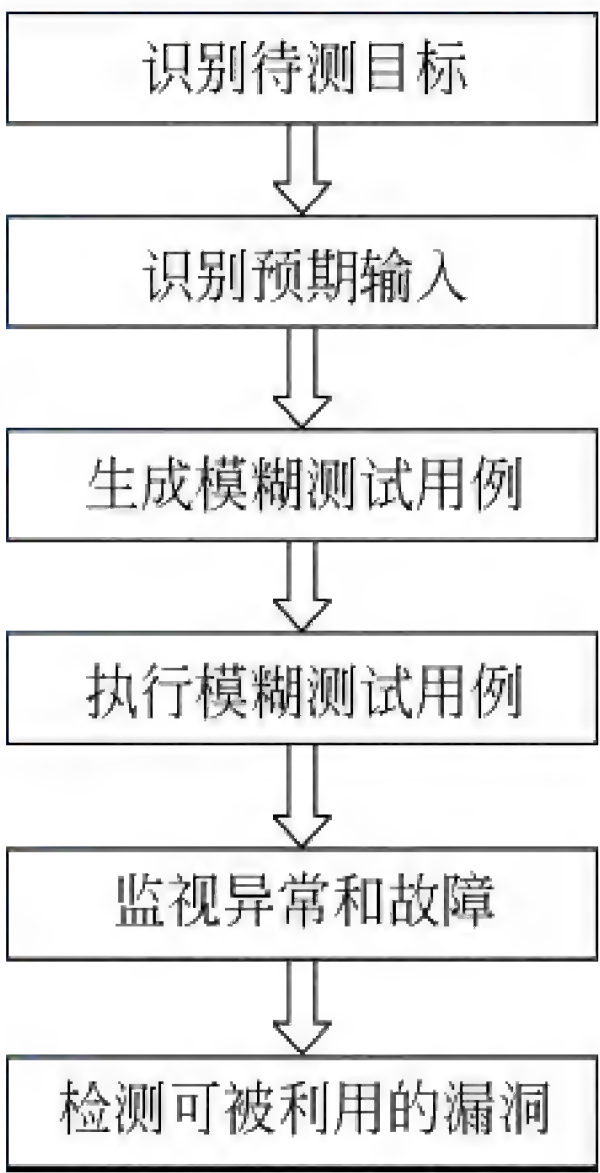 识别待测目标
识别预期输入
生成模糊测试用例
执行模糊测试用例
监视异常和故障
检测可被利用的漏洞